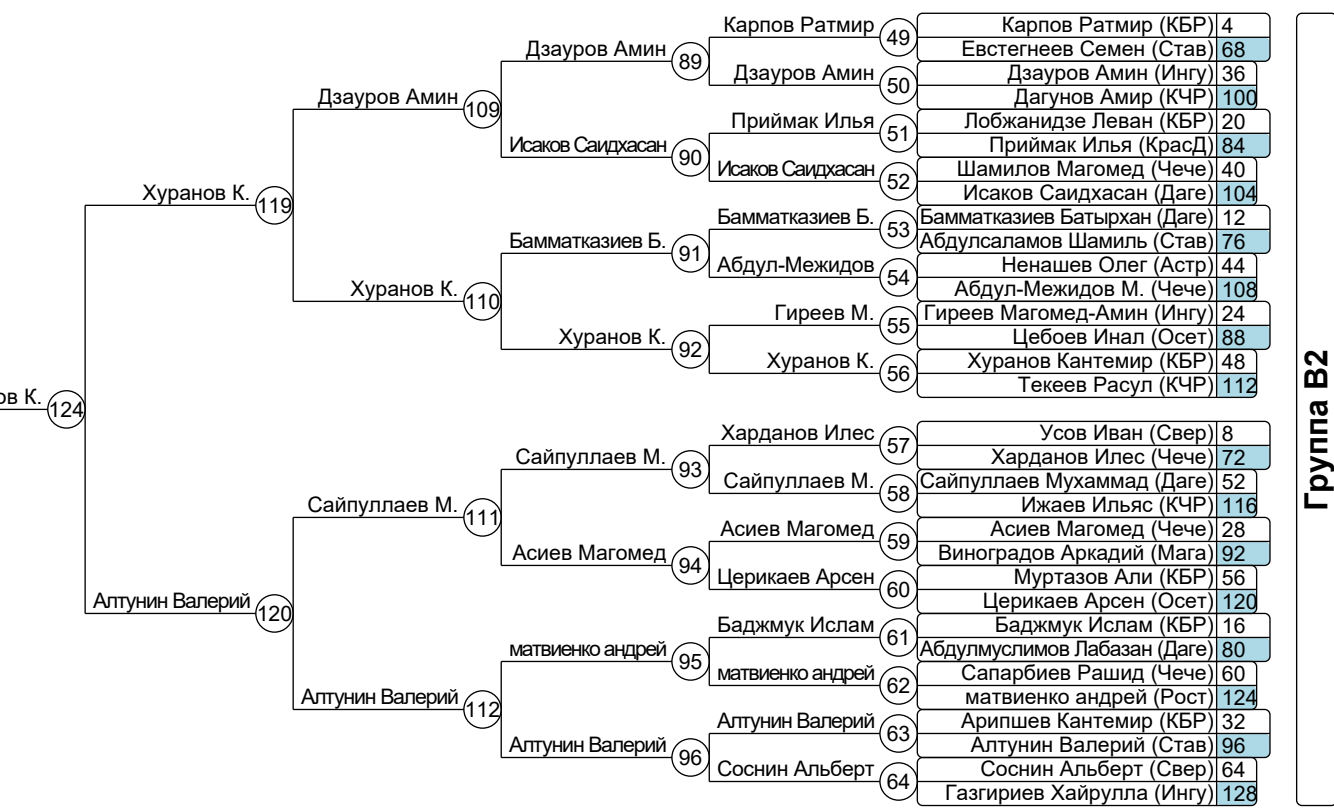 Карпов Ратмир 49 Карпов Ратмир (КБР) 4
Дзауров Амин 89 Евстегнеев Семен (Став) 68
Дзауров Амин 50 Дзауров Амин (Ингу) 36
Дзауров Амин 109 Дагунов Амир (КЧР) 100
Приймак Илья 51 Лобжанидзе Леван (КБР) 20
Исаков Саидхасан 90 Приймак Илья (КрасД) 84
Исаков Саидхасан 52 Шамилов Магомед (Чече) 40
Хуранов К. 119 Исаков Саидхасан (Даге) 104
Бамматказиев Б. 53 Бамматказиев Батырхан (Даге) 12
Бамматказиев Б. 91 Абдулсаламов Шамиль (Став) 76
Абдул-Межидов 54 Ненашев Олег (Астр) 44
Хуранов К. 110 Абдул-Межидов М. (Чече) 108
Гиреев М. 55 Гиреев Магомед-Амин (Ингу) 24
Хуранов К. 92 Цебоев Инал (Осет) 88
Хуранов К. 56 Хуранов Кантемир (КБР) 48
Текеев Расул (КЧР) 112
ов К. 124
Харданов Илес 57 Усов Иван (Свер) 8
Сайпуллаев М. 93 Харданов Илес (Чече) 72
Сайпуллаев М. 58 Сайпуллаев Мухаммад (Даге) 52
Сайпуллаев М. 111 Ижаев Ильяс (КЧР) 116
Асиев Магомед 59 Асиев Магомед (Чече) 28
Асиев Магомед 94 Виноградов Аркадий (Мага) 92
Церикаев Арсен 60 Муртазов Али (КБР) 56
Алтунин Валерий 120 Церикаев Арсен (Осет) 120
Баджмук Ислам 61 Баджмук Ислам (КБР) 16
матвиенко андрей 95 Абдулмуслимов Лабазан (Даге) 80
матвиенко андрей 62 Сапарбиев Рашид (Чече) 60
Алтунин Валерий 112 матвиенко андрей (Рост) 124
Алтунин Валерий 63 Арипшев Кантемир (КБР) 32
Алтунин Валерий 96 Алтунин Валерий (Став) 96
Соснин Альберт 64 Соснин Альберт (Свер) 64
Газгириев Хайрулла (Ингу) 128
Группа В2